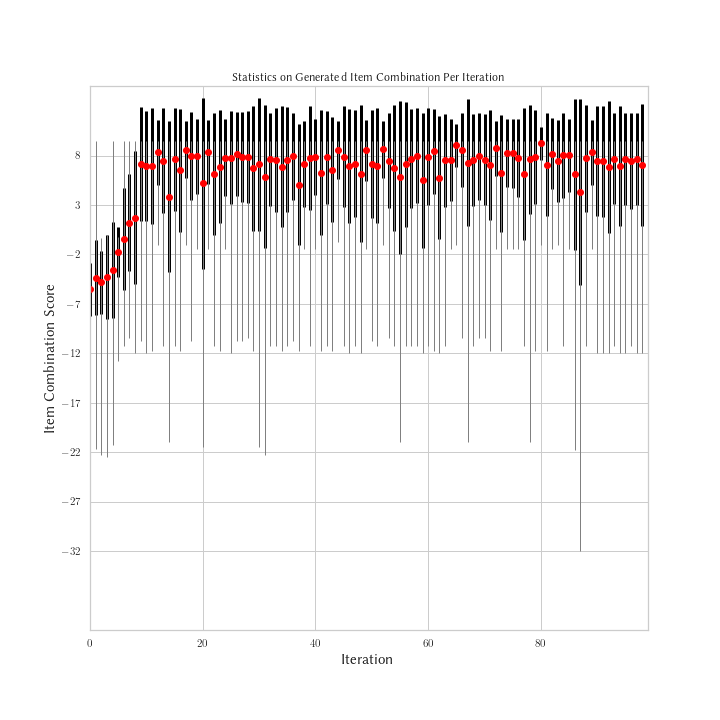 Statistics on Generated Item Combination Per Iteration
Item Combination Score
8
3
−2
−7
−12
−17
−22
−27
−32
0 20 40 60 80
Iteration